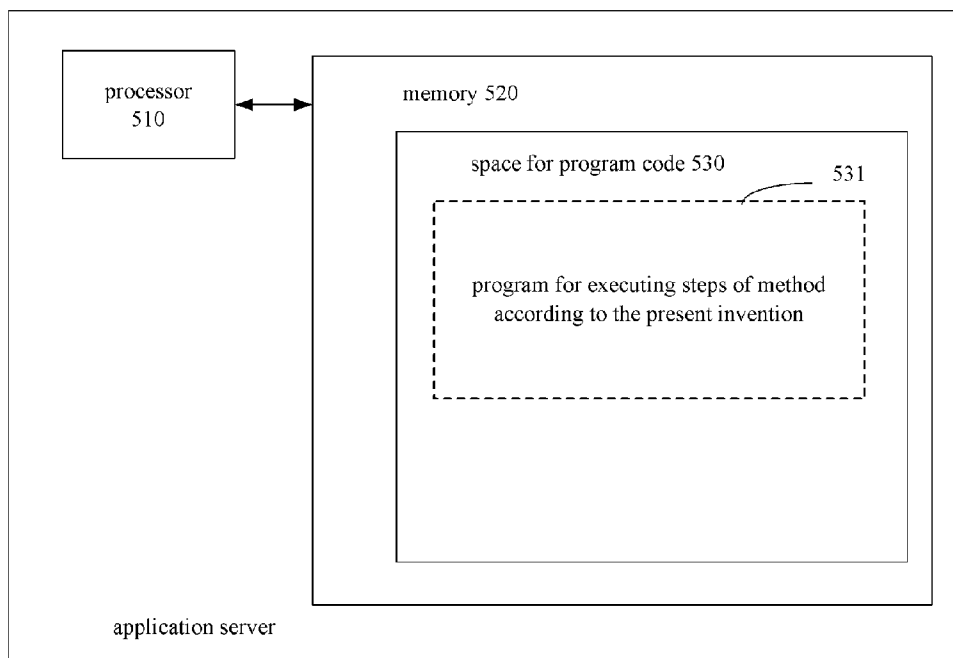 processor
510
memory 520
space for program code 530
531
program for executing steps of method
according to the present invention
application server